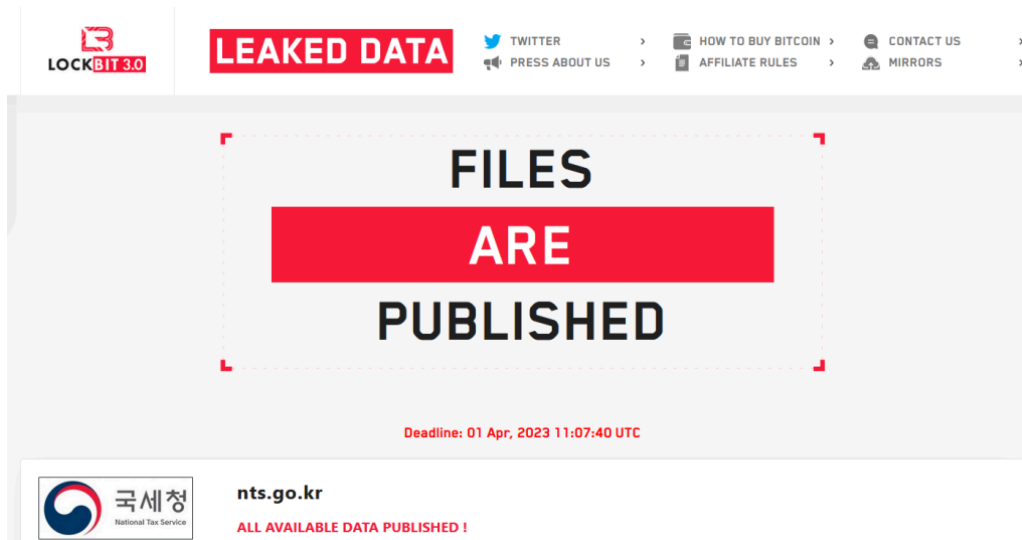 LOCKBIT 3.0
LEAKED DATA
TWITTER >
PRESS ABOUT US >
HOW TO BUY BITCOIN >
AFFILIATE RULES >
CONTACT US >
MIRRORS >
FILES
ARE
PUBLISHED
Deadline: 01 Apr, 2023 11:07:40 UTC
국세청
National Tax Service
nts.go.kr
ALL AVAILABLE DATA PUBLISHED !